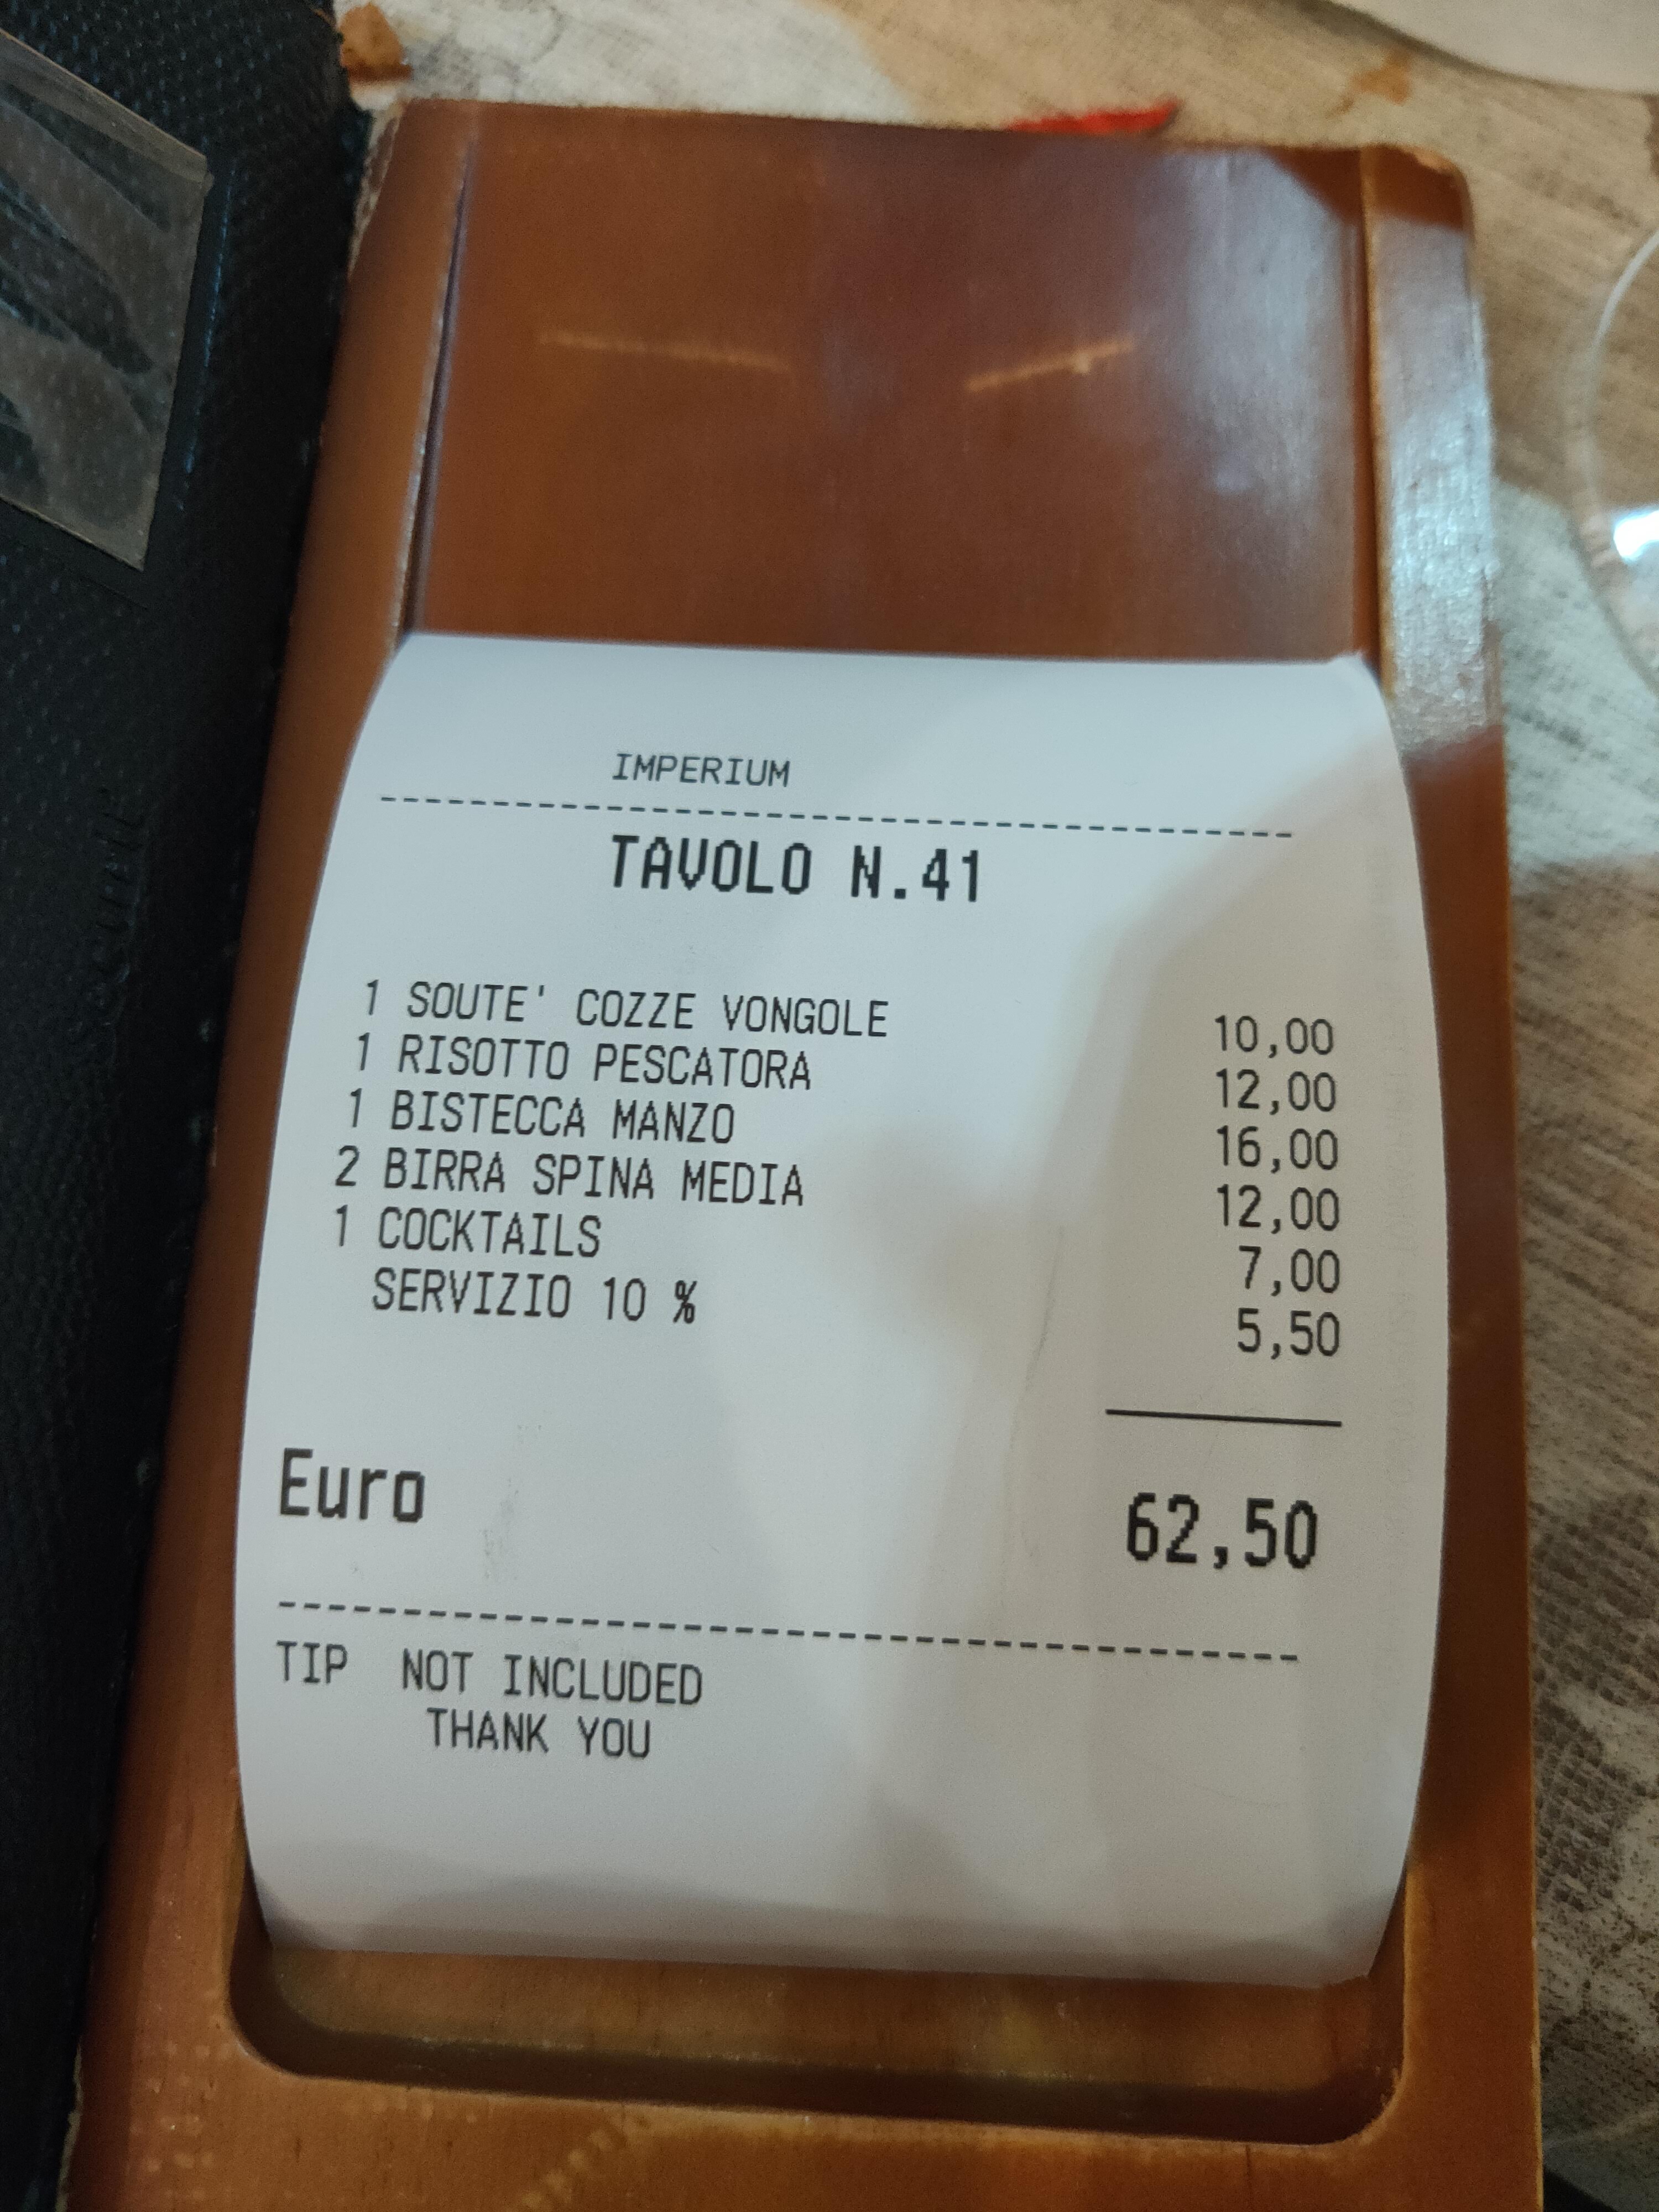 IMPERIUM
TAVOLO N.41
1 SOUTE' COZZE VONGOLE 10,00
1 RISOTTO PESCATORA 12,00
1 BISTECCA MANZO 16,00
2 BIRRA SPINA MEDIA 12,00
1 COCKTAILS 7,00
SERVIZIO 10 % 5,50
Euro 62,50
TIP NOT INCLUDED
THANK YOU